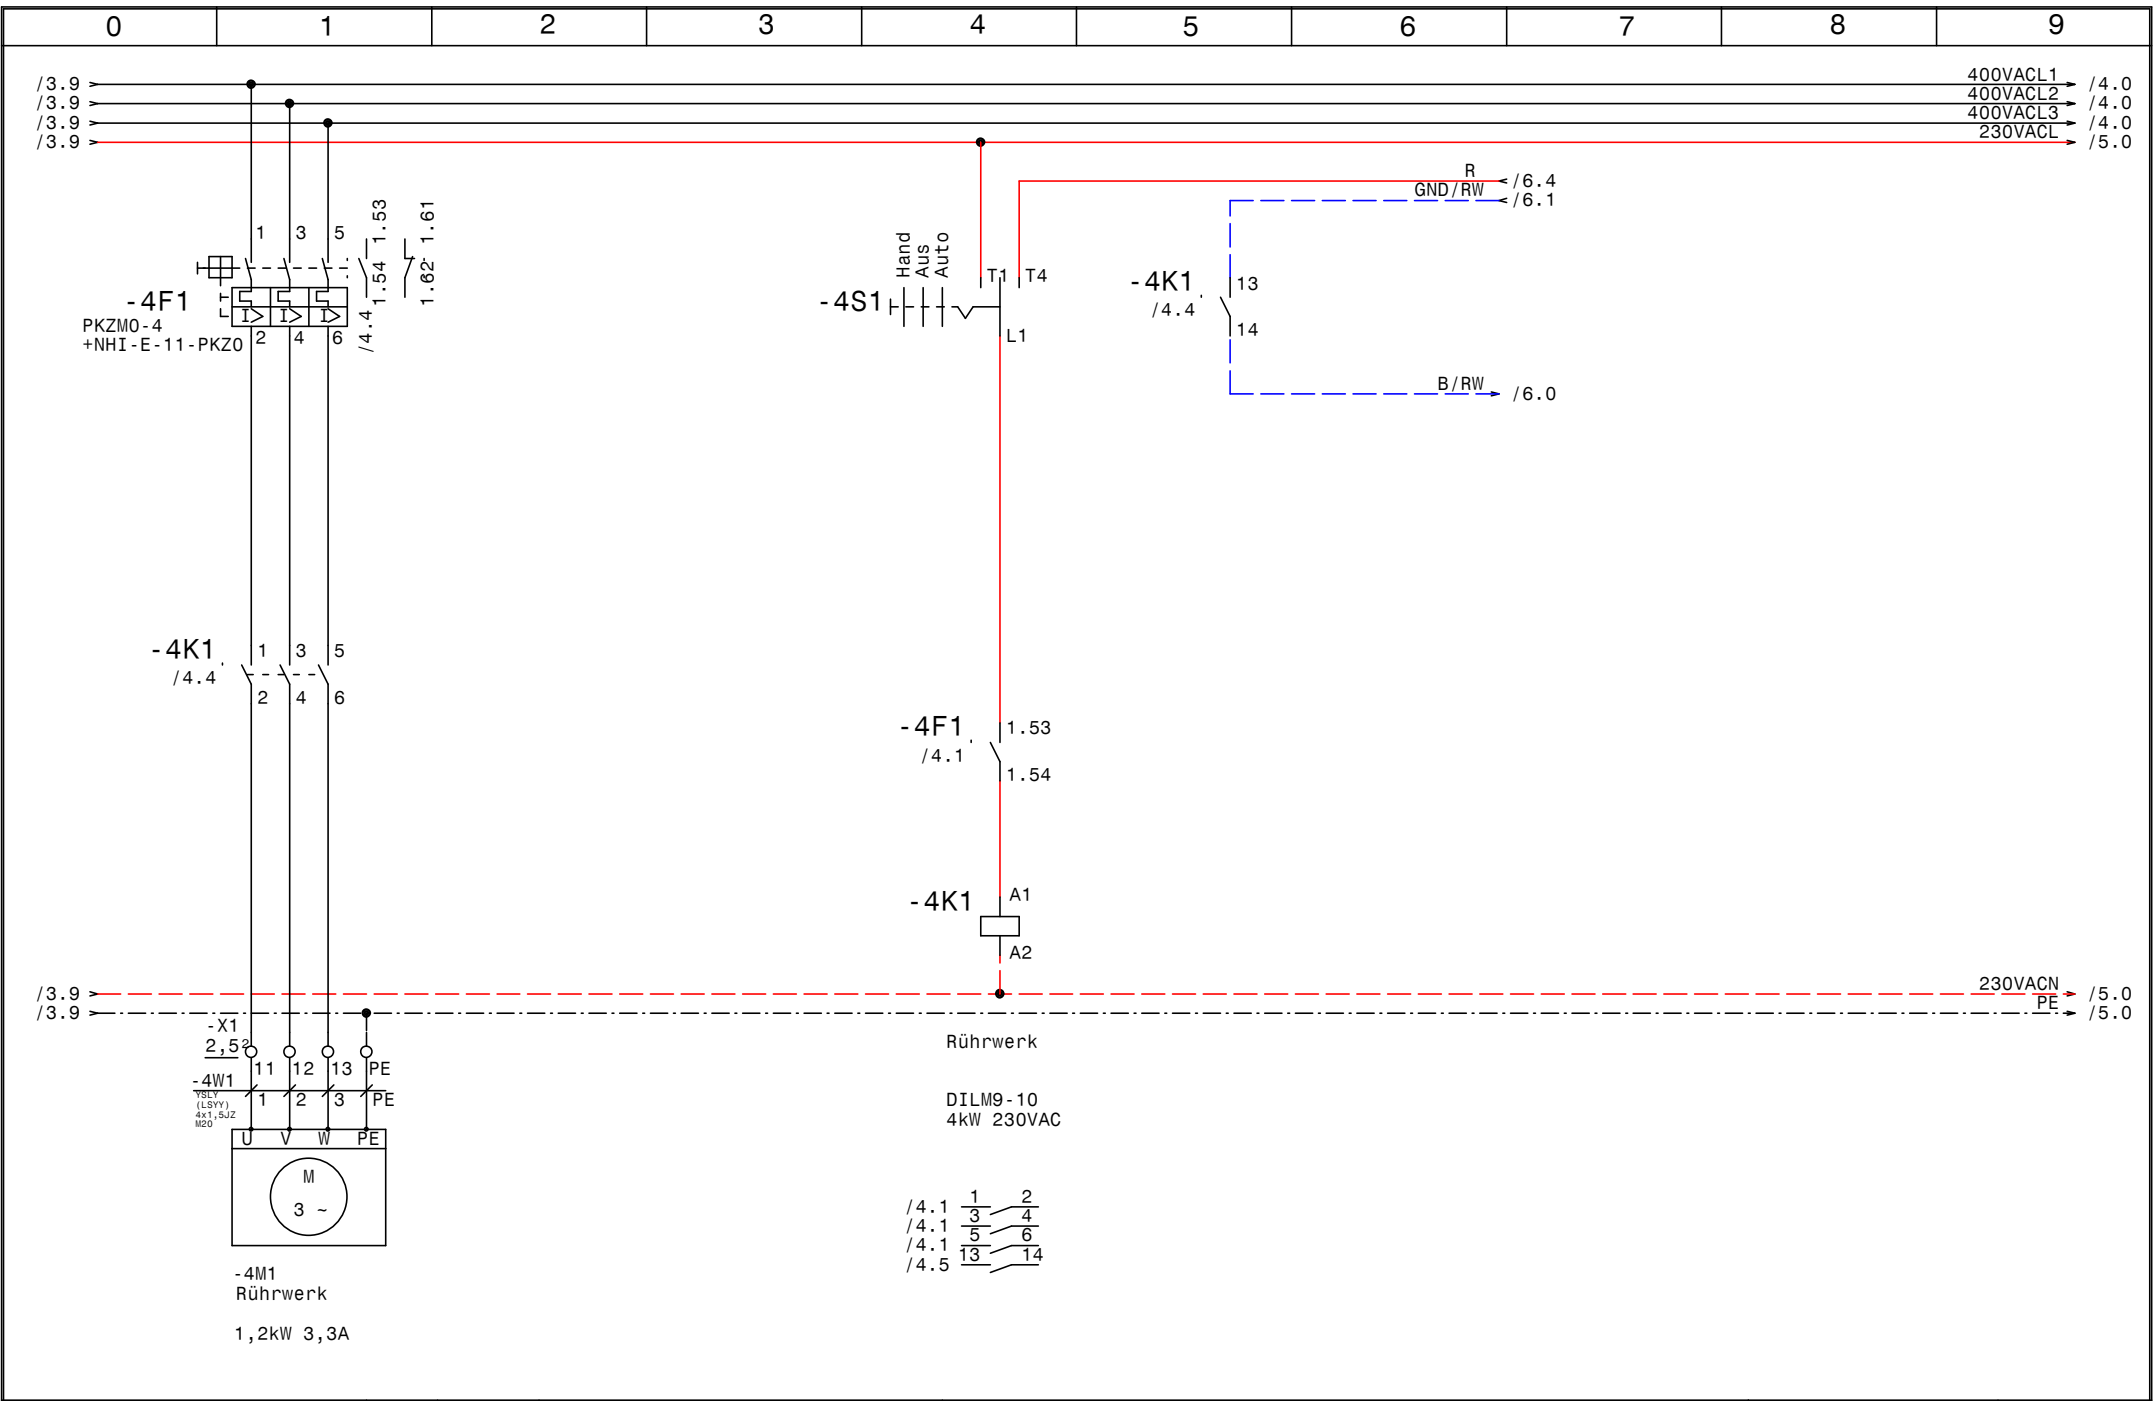 0 1 2 3 4 5 6 7 8 9
/3.9 400VACL1 /4.0
/3.9 400VACL2 /4.0
/3.9 400VACL3 /4.0
/3.9 230VACL /5.0
R /6.4
GND/RW /6.1
1 3 5
1.53
1.54
/4.4
1.61
1.62
-4F1
PKZM0-4
+NHI-E-11-PKZ0
I> I> I>
2 4 6
Hand
Aus
Auto
T1 T4
-4S1
L1
-4K1
/4.4
13
14
B/RW /6.0
-4K1
/4.4
1 3 5
2 4 6
-4F1
/4.1
1.53
1.54
-4K1
A1
A2
/3.9 230VACN /5.0
/3.9 PE /5.0
-X1
2,5²
11 12 13 PE
-4W1
YSLY
(LSYY)
4x1,5JZ
M20
1 2 3 PE
U V W PE
M
3 ~
-4M1
Rührwerk
1,2kW 3,3A
Rührwerk
DILM9-10
4kW 230VAC
/4.1 1 2
/4.1 3 4
/4.1 5 6
/4.5 13 14